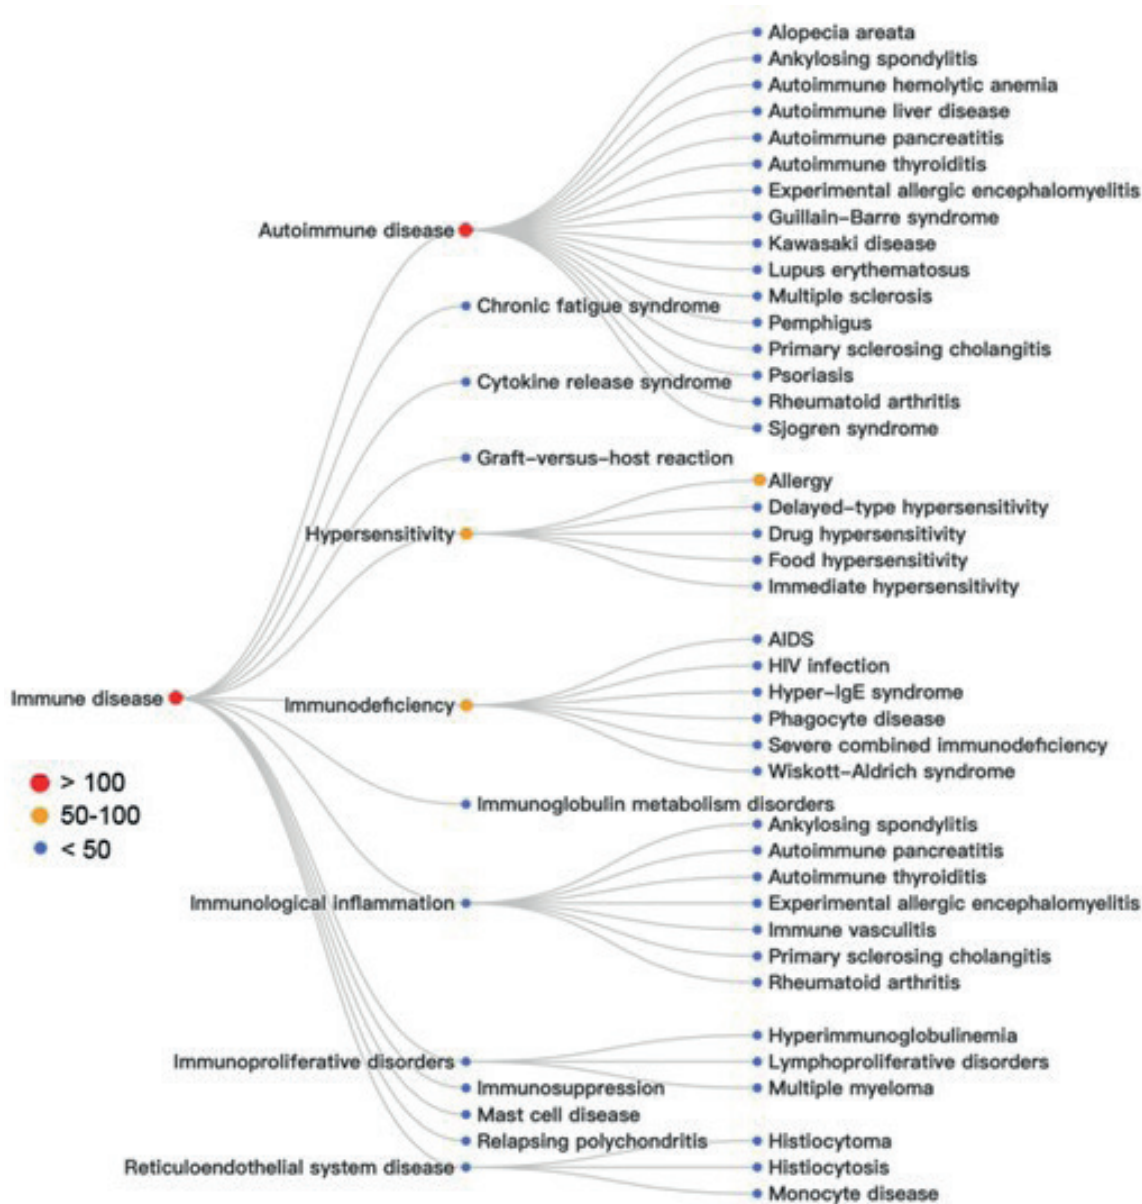 Alopecia areata
Ankylosing spondylitis
Autoimmune hemolytic anemia
Autoimmune liver disease
Autoimmune pancreatitis
Autoimmune thyroiditis
Experimental allergic encephalomyelitis
Guillain-Barre syndrome
Autoimmune disease
Kawasaki disease
Lupus erythematosus
Multiple sclerosis
Chronic fatigue syndrome
Pemphigus
Primary sclerosing cholangitis
Psoriasis
Cytokine release syndrome
Rheumatoid arthritis
Sjogren syndrome
Graft-versus-host reaction
Allergy
Delayed-type hypersensitivity
Hypersensitivity
Drug hypersensitivity
Food hypersensitivity
Immediate hypersensitivity
AIDS
HIV infection
Hyper-IgE syndrome
Immune disease
Immunodeficiency
Phagocyte disease
Severe combined immunodeficiency
Wiskott-Aldrich syndrome
> 100
50-100
< 50
Immunoglobulin metabolism disorders
Ankylosing spondylitis
Autoimmune pancreatitis
Autoimmune thyroiditis
Immunological inflammation
Experimental allergic encephalomyelitis
Immune vasculitis
Primary sclerosing cholangitis
Rheumatoid arthritis
Hyperimmunoglobulinemia
Immunoproliferative disorders
Lymphoproliferative disorders
Immunosuppression
Multiple myeloma
Mast cell disease
Relapsing polychondritis
Histiocytoma
Reticuloendothelial system disease
Histiocytosis
Monocyte disease